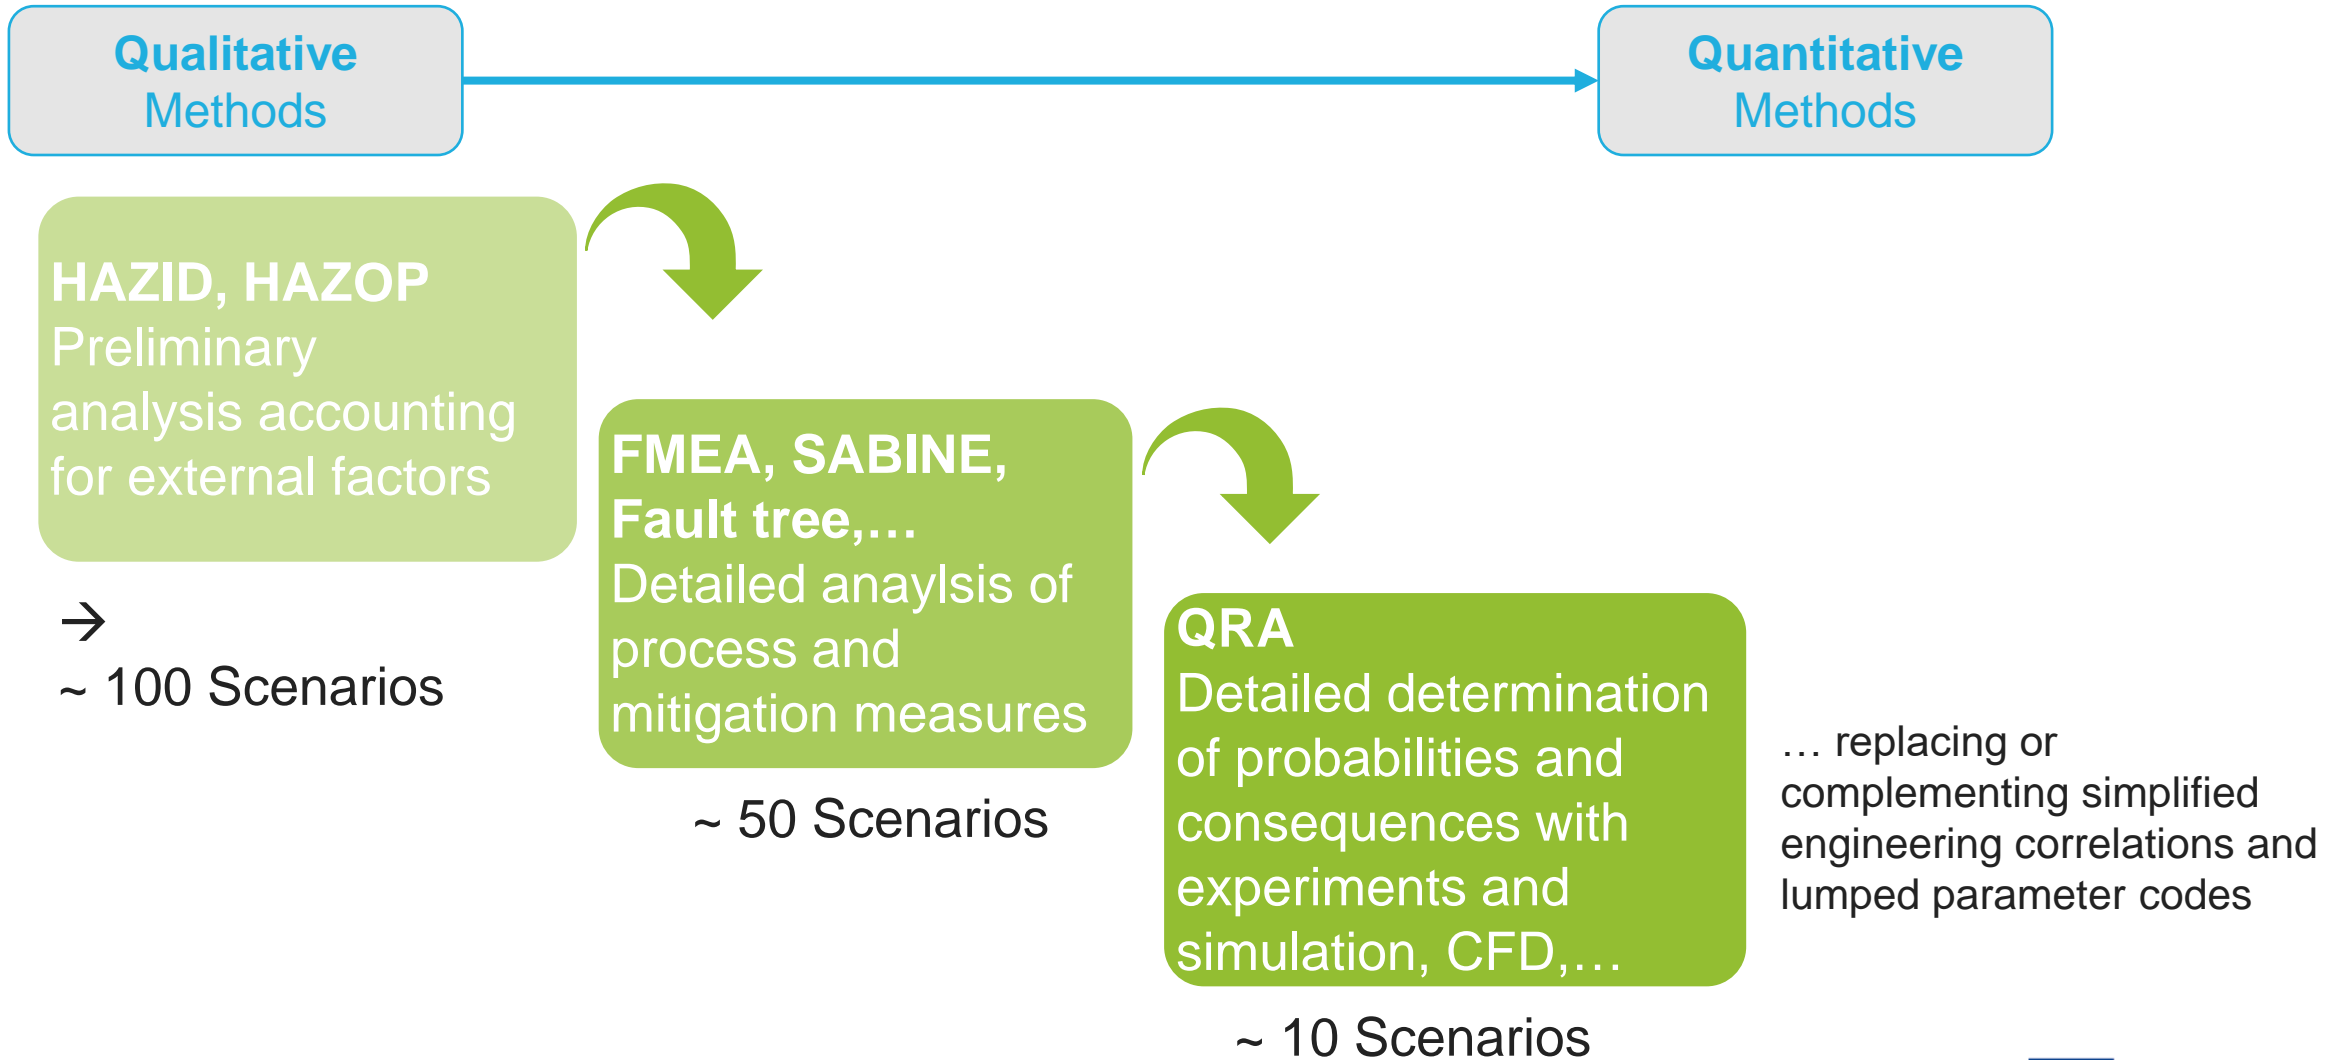 Qualitative
Methods
Quantitative
Methods
HAZID, HAZOP
Preliminary
analysis accounting
for external factors
→
~ 100 Scenarios
FMEA, SABINE,
Fault tree,…
Detailed anaylsis of
process and
mitigation measures
~ 50 Scenarios
QRA
Detailed determination
of probabilities and
consequences with
experiments and
simulation, CFD,…
~ 10 Scenarios
… replacing or
complementing simplified
engineering correlations and
lumped parameter codes